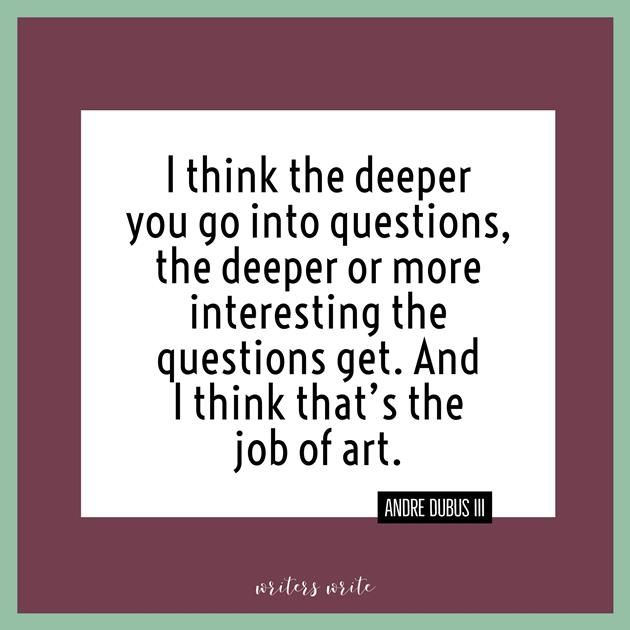 I think the deeper
you go into questions,
the deeper or more
interesting the
questions get. And
I think that’s the
job of art.
ANDRE DUBUS III
writers write